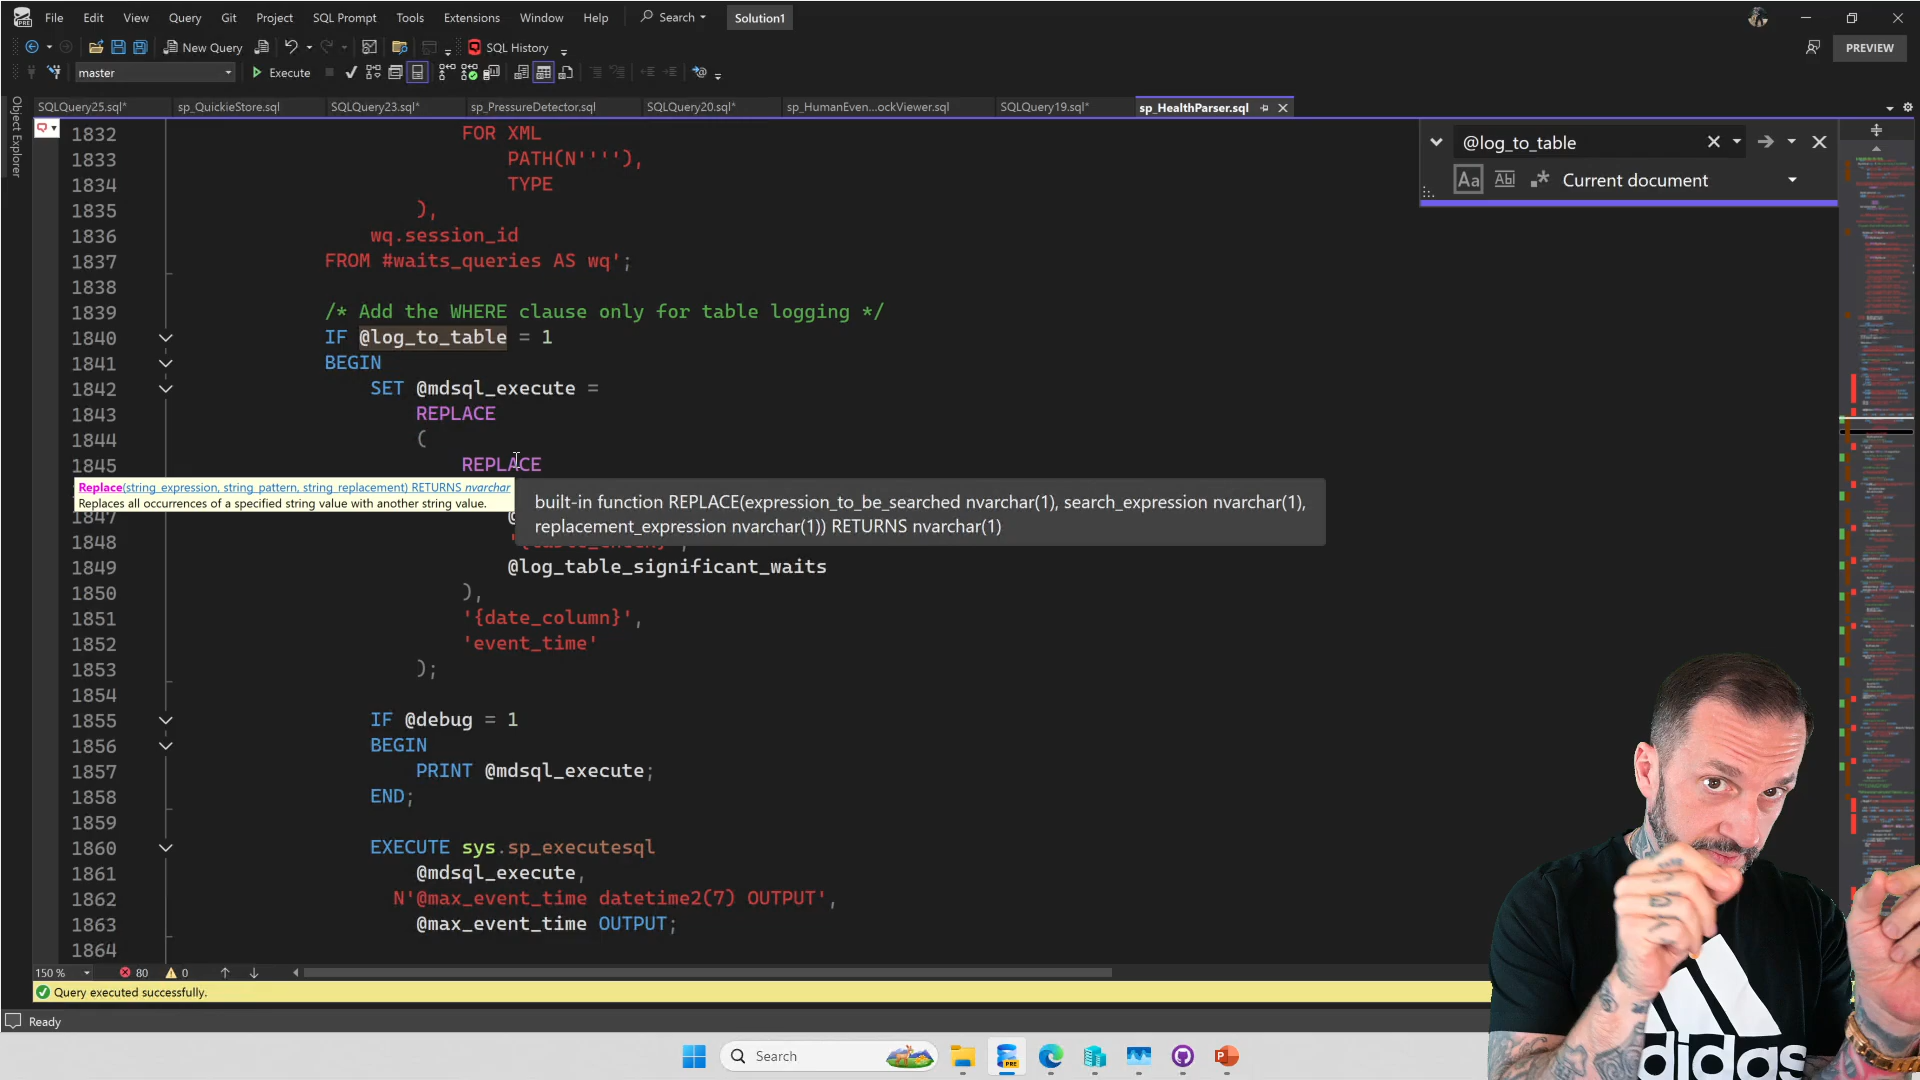 File Edit View Query Git Project SQL Prompt Tools Extensions Window Help Search Solution1
New Query SQL History PREVIEW
master Execute
Object Explorer
SQLQuery25.sql* sp_QuickieStore.sql SQLQuery23.sql* sp_PressureDetector.sql SQLQuery20.sql* sp_HumanEven...ockViewer.sql SQLQuery19.sql* sp_HealthParser.sql
@log_to_table
Aa Current document
1832 FOR XML
1833 PATH(N''''),
1834 TYPE
1835 ),
1836 wq.session_id
1837 FROM #waits_queries AS wq';
1838
1839 /* Add the WHERE clause only for table logging */
1840 IF @log_to_table = 1
1841 BEGIN
1842 SET @mdsql_execute =
1843 REPLACE
1844 (
1845 REPLACE
Replace(string_expression, string_pattern, string_replacement) RETURNS nvarchar
Replaces all occurrences of a specified string value with another string value.
built-in function REPLACE(expression_to_be_searched nvarchar(1), search_expression nvarchar(1),
replacement_expression nvarchar(1)) RETURNS nvarchar(1)
1847
1848
1849 @log_table_significant_waits
1850 ),
1851 '{date_column}',
1852 'event_time'
1853 );
1854
1855 IF @debug = 1
1856 BEGIN
1857 PRINT @mdsql_execute;
1858 END;
1859
1860 EXECUTE sys.sp_executesql
1861 @mdsql_execute,
1862 N'@max_event_time datetime2(7) OUTPUT',
1863 @max_event_time OUTPUT;
1864
150 % 80 0
Query executed successfully.
Ready
Search
PRE
adidas